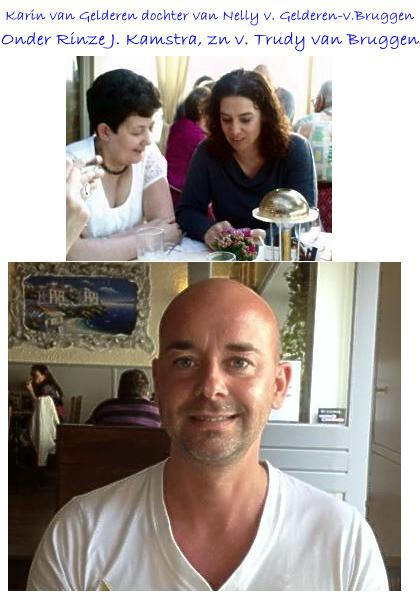 Karin van Gelderen dochter van Nelly v. Gelderen-v.Bruggen
Onder Rinze J. Kamstra, zn v. Trudy van Bruggen